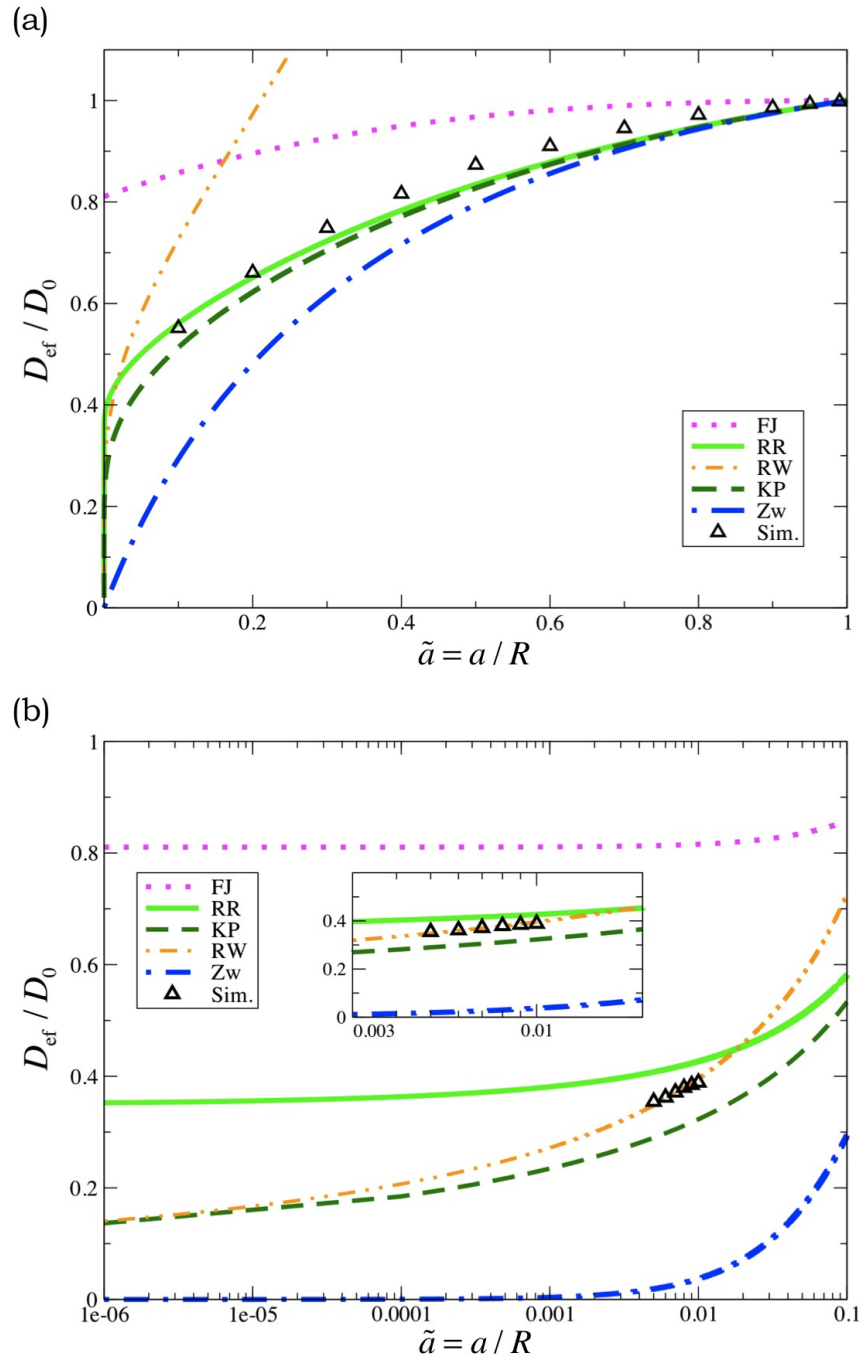 (a)
D_ef / D_0
1
0.8
0.6
0.4
0.2
0
0.2
0.4
0.6
0.8
1
FJ
RR
RW
KP
Zw
Sim.
ã = a / R
(b)
D_ef / D_0
1
0.8
0.6
0.4
0.2
0
FJ
RR
KP
RW
Zw
Sim.
0.4
0.2
0
0.003
0.01
1e-06
1e-05
0.0001
0.001
0.01
0.1
ã = a / R